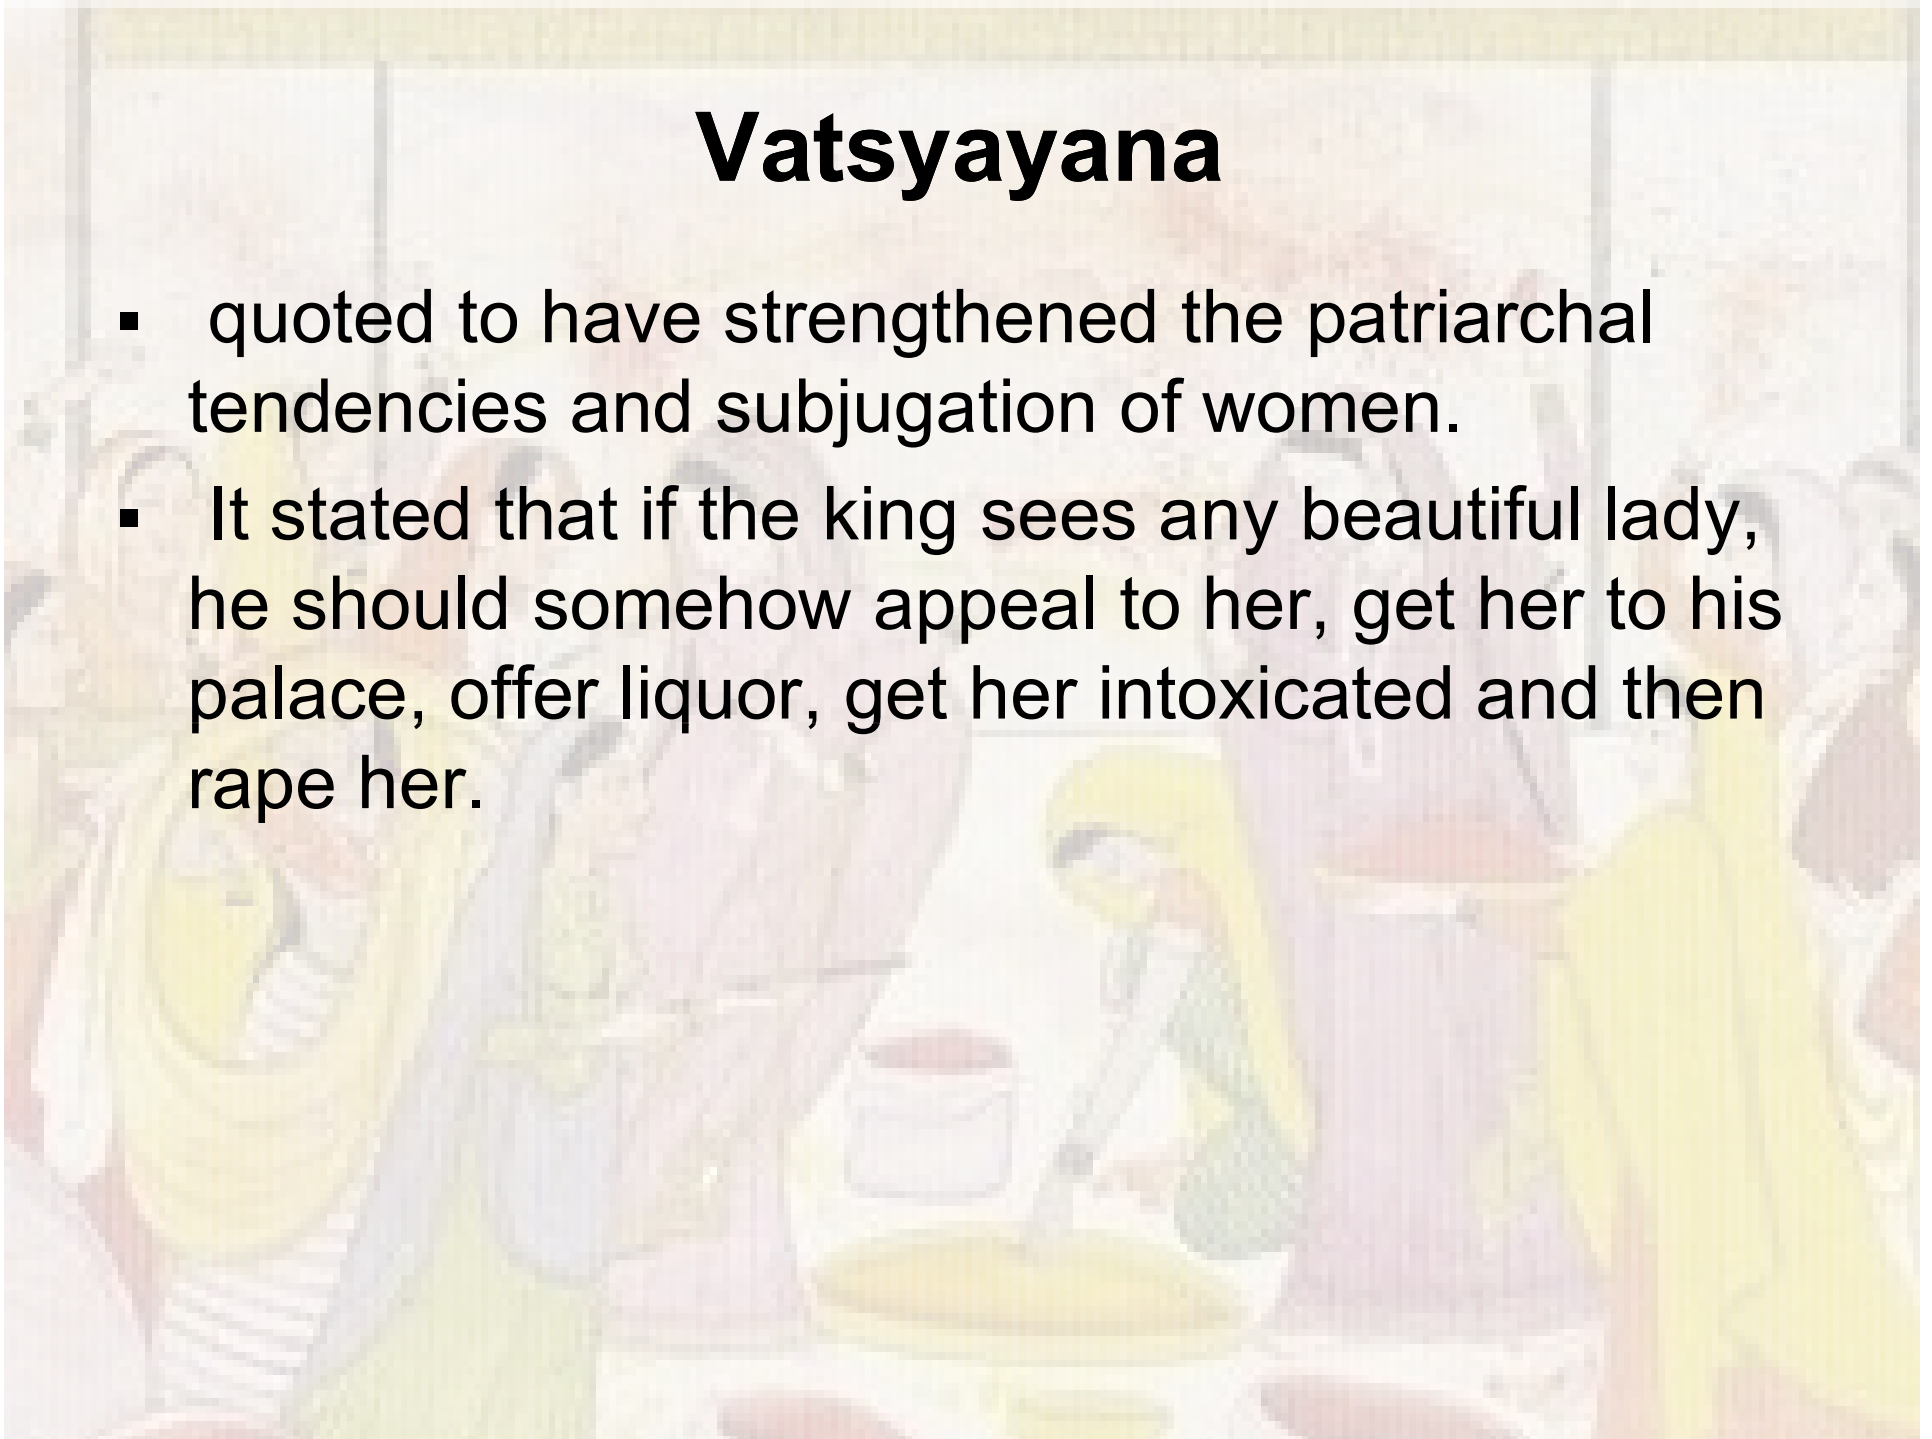 Vatsyayana
▪ quoted to have strengthened the patriarchal
tendencies and subjugation of women.
▪ It stated that if the king sees any beautiful lady,
he should somehow appeal to her, get her to his
palace, offer liquor, get her intoxicated and then
rape her.